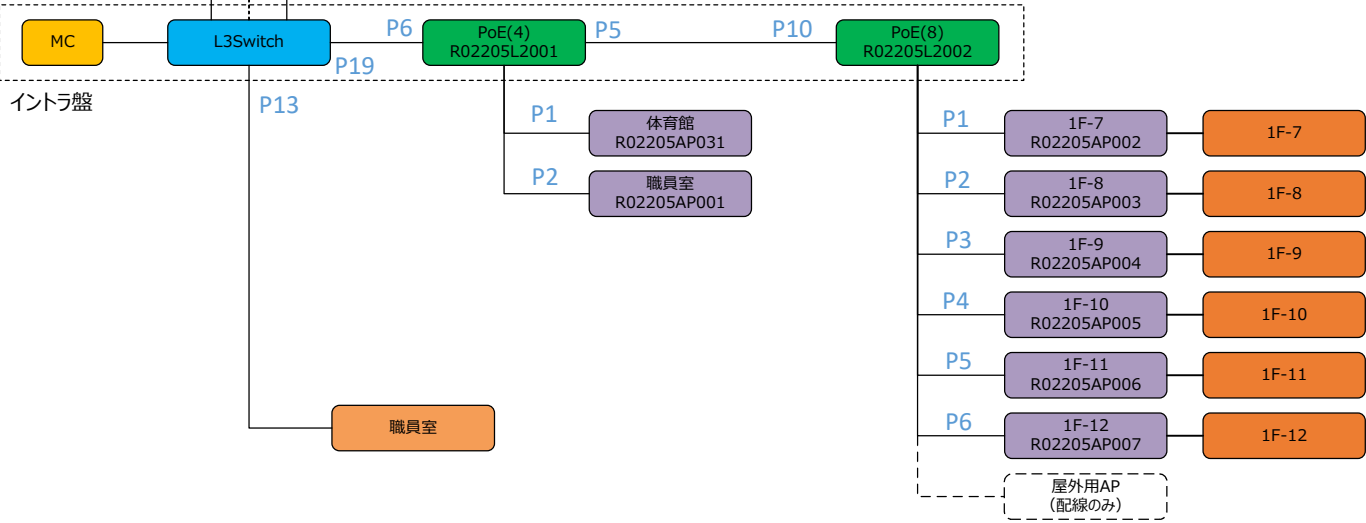 MC
L3Switch
P6
PoE(4)
R02205L2001
P5
P10
PoE(8)
R02205L2002
P19
イントラ盤
P13
P1
体育館
R02205AP031
P2
職員室
R02205AP001
P1
1F-7
R02205AP002
1F-7
P2
1F-8
R02205AP003
1F-8
P3
1F-9
R02205AP004
1F-9
P4
1F-10
R02205AP005
1F-10
P5
1F-11
R02205AP006
1F-11
P6
1F-12
R02205AP007
1F-12
職員室
屋外用AP
（配線のみ）